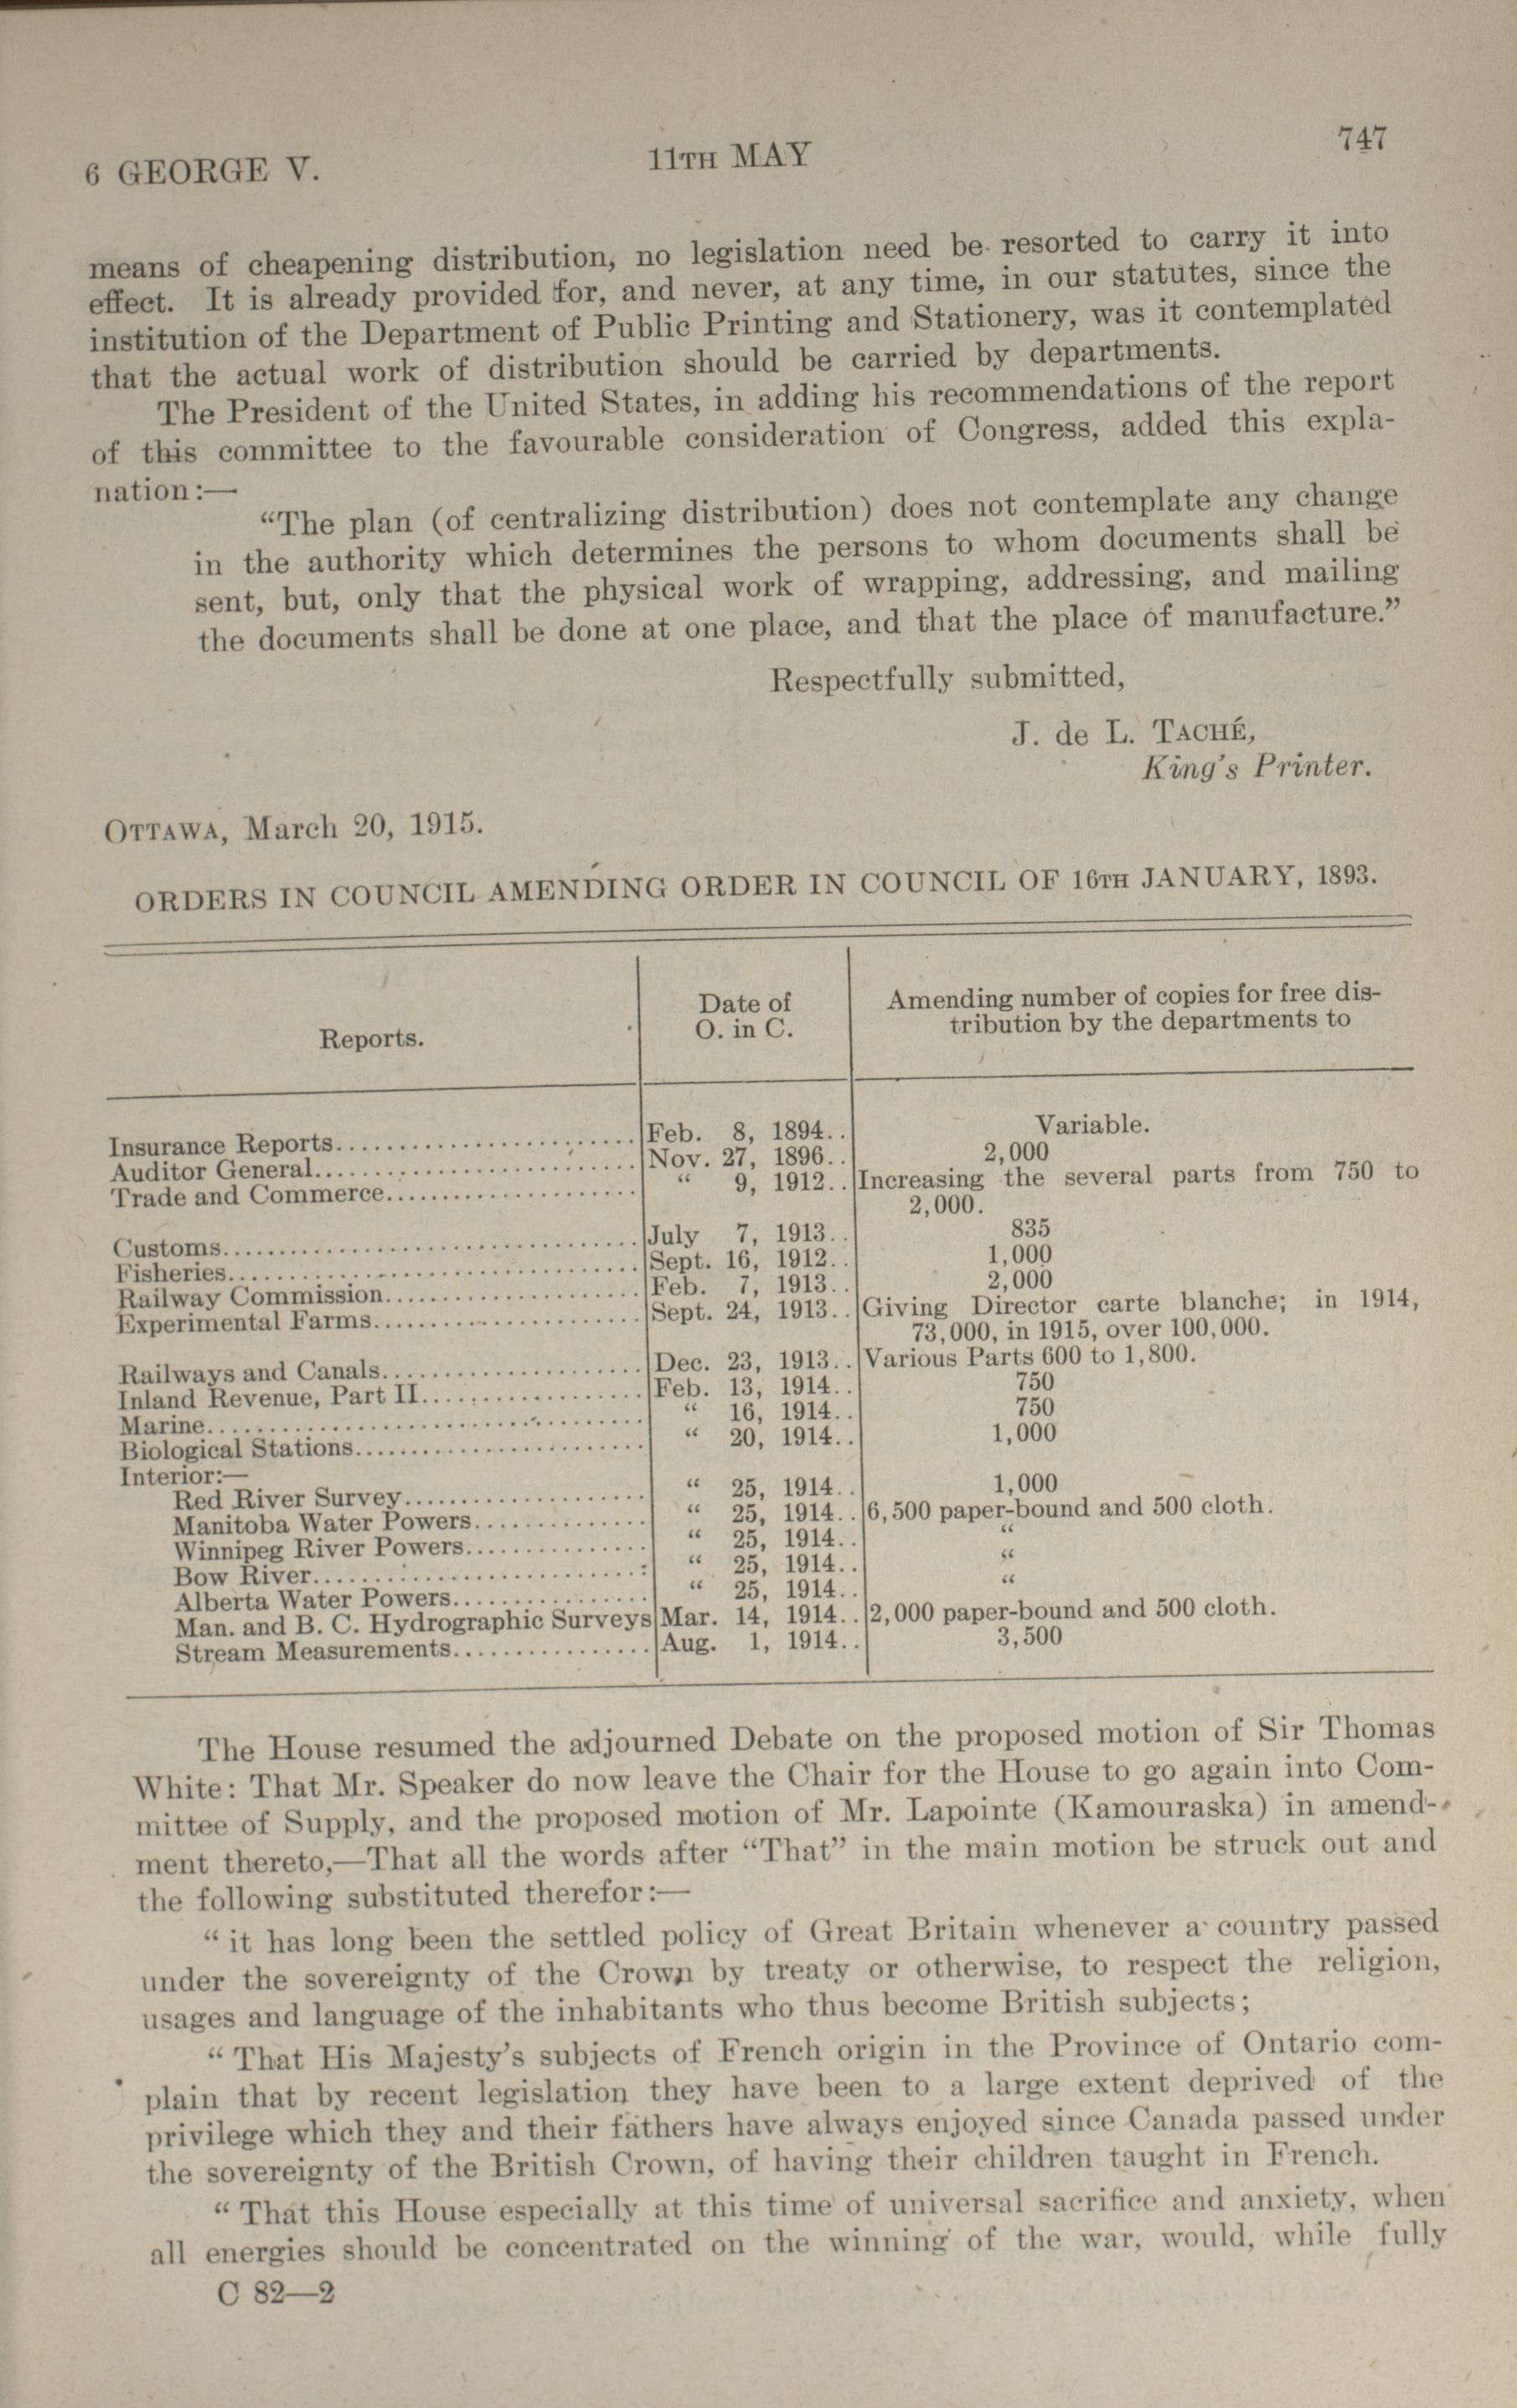 6 GEORGE V.
11TH MAY
747
means of cheapening distribution, no legislation need be resorted to carry it into
effect. It is already provided for, and never, at any time, in our statutes, since the
institution of the Department of Public Printing and Stationery, was it contemplated
that the actual work of distribution should be carried by departments.
The President of the United States, in adding his recommendations of the report
of this committee to the favourable consideration of Congress, added this expla-
nation:—
"The plan (of centralizing distribution) does not contemplate any change
in the authority which determines the persons to whom documents shall be
sent, but, only that the physical work of wrapping, addressing, and mailing
the documents shall be done at one place, and that the place of manufacture."
Respectfully submitted,
J. de L. TACHÉ,
King's Printer.
OTTAWA, March 20, 1915.
ORDERS IN COUNCIL AMENDING ORDER IN COUNCIL OF 16TH JANUARY, 1893.
Reports.
Date of
O. in C.
Amending number of copies for free dis-
tribution by the departments to
Insurance Reports........................ Feb. 8, 1894.. Variable.
Auditor General.......................... Nov. 27, 1896.. 2,000
Trade and Commerce.................... " 9, 1912.. Increasing the several parts from 750 to
2,000.
Customs................................. July 7, 1913.. 835
Fisheries................................. Sept. 16, 1912.. 1,000
Railway Commission.................... Feb. 7, 1913.. 2,000
Experimental Farms..................... Sept. 24, 1913.. Giving Director carte blanche; in 1914,
73,000, in 1915, over 100,000.
Railways and Canals..................... Dec. 23, 1913.. Various Parts 600 to 1,800.
Inland Revenue, Part II.................. Feb. 13, 1914.. 750
Marine................................... " 16, 1914.. 750
Biological Stations....................... " 20, 1914.. 1,000
Interior:—
Red River Survey.................... " 25, 1914.. 1,000
Manitoba Water Powers.............. " 25, 1914.. 6,500 paper-bound and 500 cloth.
Winnipeg River Powers............... " 25, 1914.. "
Bow River........................... " 25, 1914.. "
Alberta Water Powers................ " 25, 1914.. "
Man. and B. C. Hydrographic Surveys Mar. 14, 1914.. 2,000 paper-bound and 500 cloth.
Stream Measurements................ Aug. 1, 1914.. 3,500
The House resumed the adjourned Debate on the proposed motion of Sir Thomas
White: That Mr. Speaker do now leave the Chair for the House to go again into Com-
mittee of Supply, and the proposed motion of Mr. Lapointe (Kamouraska) in amend-
ment thereto,—That all the words after "That" in the main motion be struck out and
the following substituted therefor:—
" it has long been the settled policy of Great Britain whenever a country passed
under the sovereignty of the Crown by treaty or otherwise, to respect the religion,
usages and language of the inhabitants who thus become British subjects;
" That His Majesty's subjects of French origin in the Province of Ontario com-
plain that by recent legislation they have been to a large extent deprived of the
privilege which they and their fathers have always enjoyed since Canada passed under
the sovereignty of the British Crown, of having their children taught in French.
" That this House especially at this time of universal sacrifice and anxiety, when
all energies should be concentrated on the winning of the war, would, while fully
C 82—2